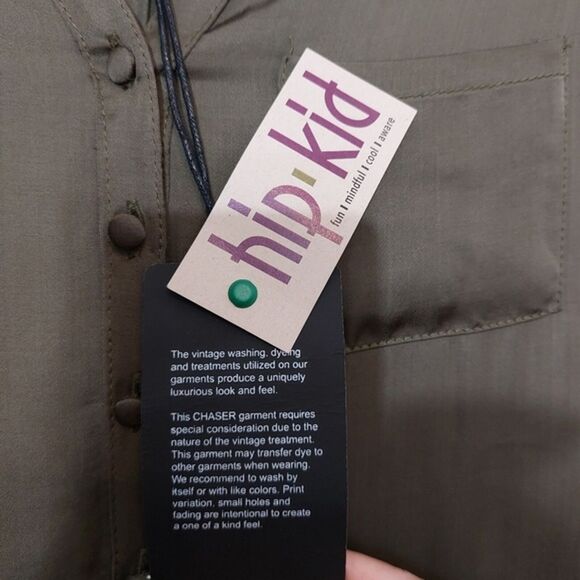 hip-kid
fun | mindful | cool | aware
The vintage washing, dyeing
and treatments utilized on our
garments produce a uniquely
luxurious look and feel.
This CHASER garment requires
special consideration due to the
nature of the vintage treatment.
This garment may transfer dye to
other garments when wearing.
We recommend to wash by
itself or with like colors. Print
variation, small holes and
fading are intentional to create
a one of a kind feel.